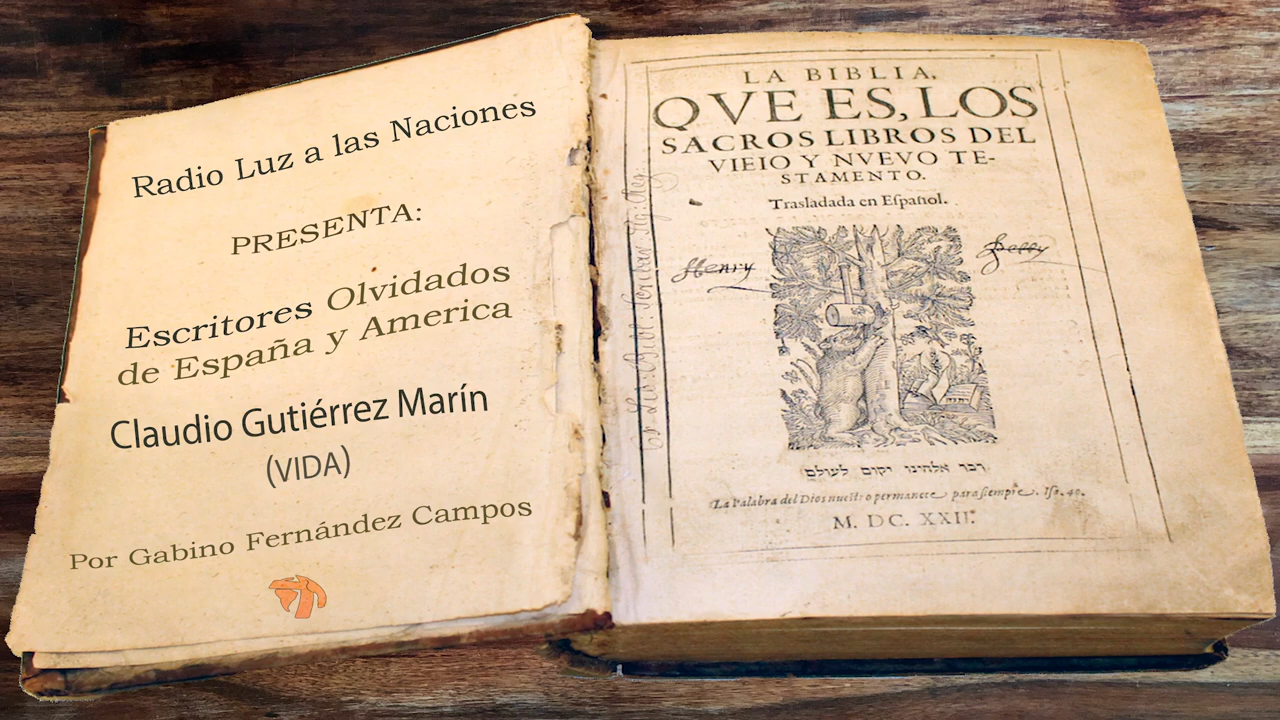 Radio Luz a las Naciones
PRESENTA:
Escritores Olvidados
de España y America
Claudio Gutiérrez Marín
(VIDA)
Por Gabino Fernández Campos
LA BIBLIA,
QVE ES, LOS
SACROS LIBROS DEL
VIEIO Y NVEVO TE-
STAMENTO.
Trasladada en Español.
Henry
דבר אלהינו יקום לעולם
La Palabra del Dios nuestro permanece para siempre. Iſa. 40.
M. DC. XXII.